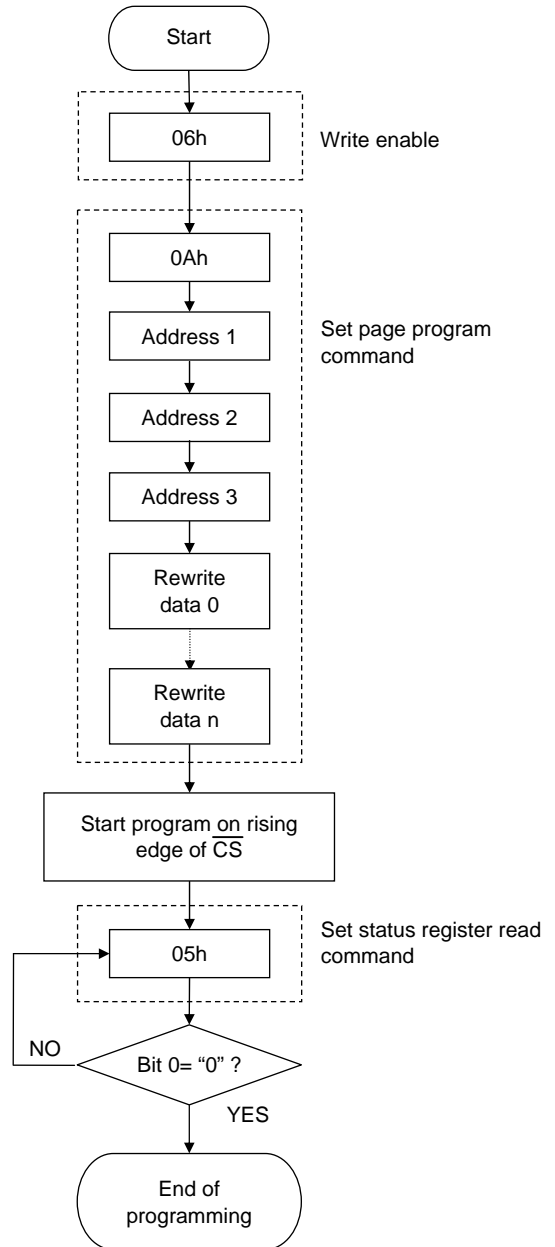 Start
06h
Write enable
0Ah
Address 1
Set page program
command
Address 2
Address 3
Rewrite
data 0
Rewrite
data n
Start program on rising
edge of C̅S̅
Set status register read
command
05h
NO
Bit 0= “0” ?
YES
End of
programming